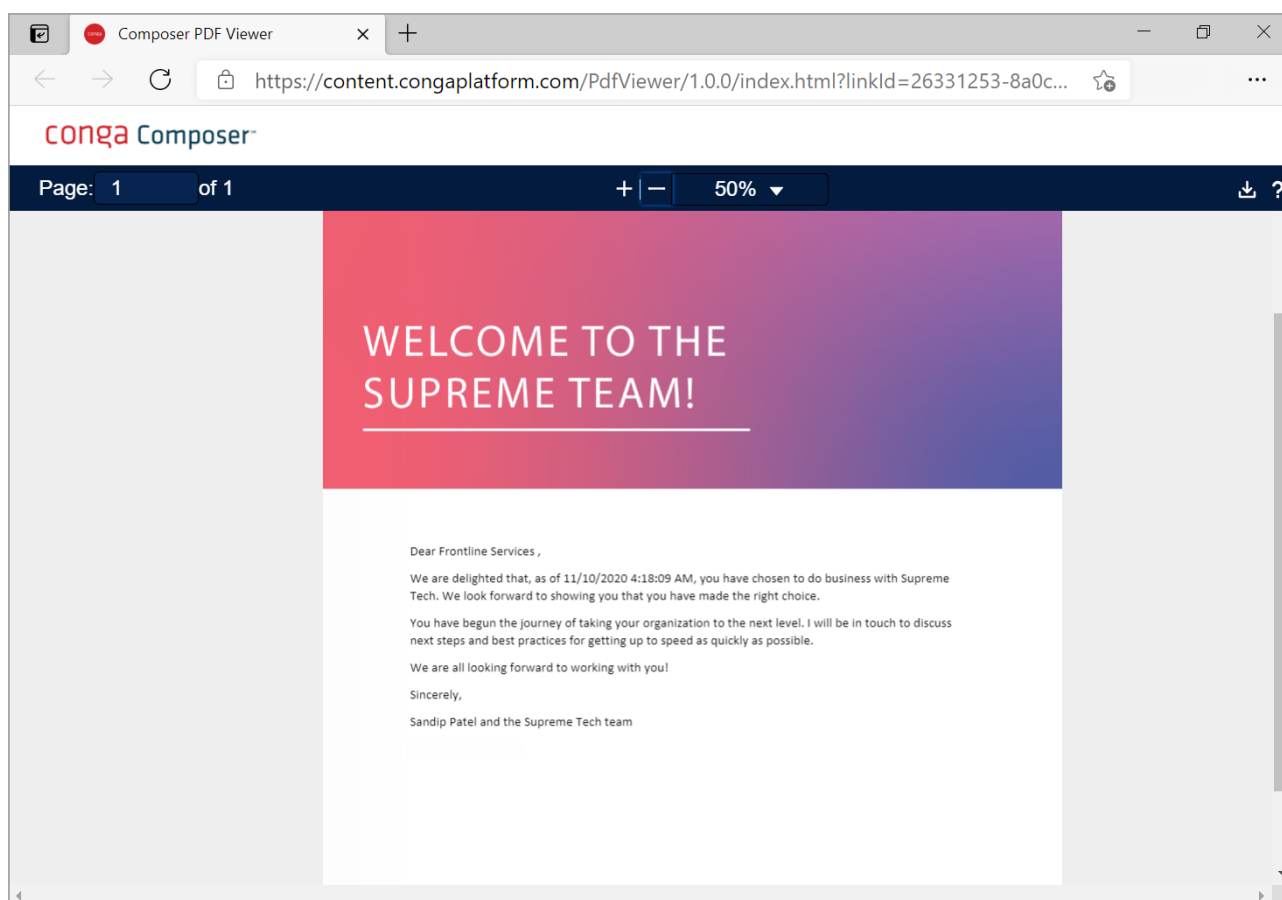 Composer PDF Viewer
https://content.congaplatform.com/PdfViewer/1.0.0/index.html?linkId=26331253-8a0c...
conga Composer™
Page: 1 of 1
50%
WELCOME TO THE
SUPREME TEAM!
Dear Frontline Services ,
We are delighted that, as of 11/10/2020 4:18:09 AM, you have chosen to do business with Supreme
Tech. We look forward to showing you that you have made the right choice.
You have begun the journey of taking your organization to the next level. I will be in touch to discuss
next steps and best practices for getting up to speed as quickly as possible.
We are all looking forward to working with you!
Sincerely,
Sandip Patel and the Supreme Tech team